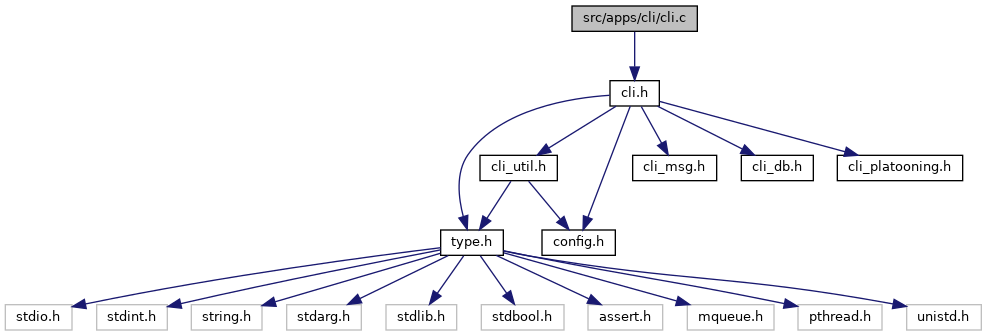 src/apps/cli/cli.c
cli.h
cli_util.h
cli_msg.h
cli_db.h
cli_platooning.h
type.h
config.h
stdio.h
stdint.h
string.h
stdarg.h
stdlib.h
stdbool.h
assert.h
mqueue.h
pthread.h
unistd.h